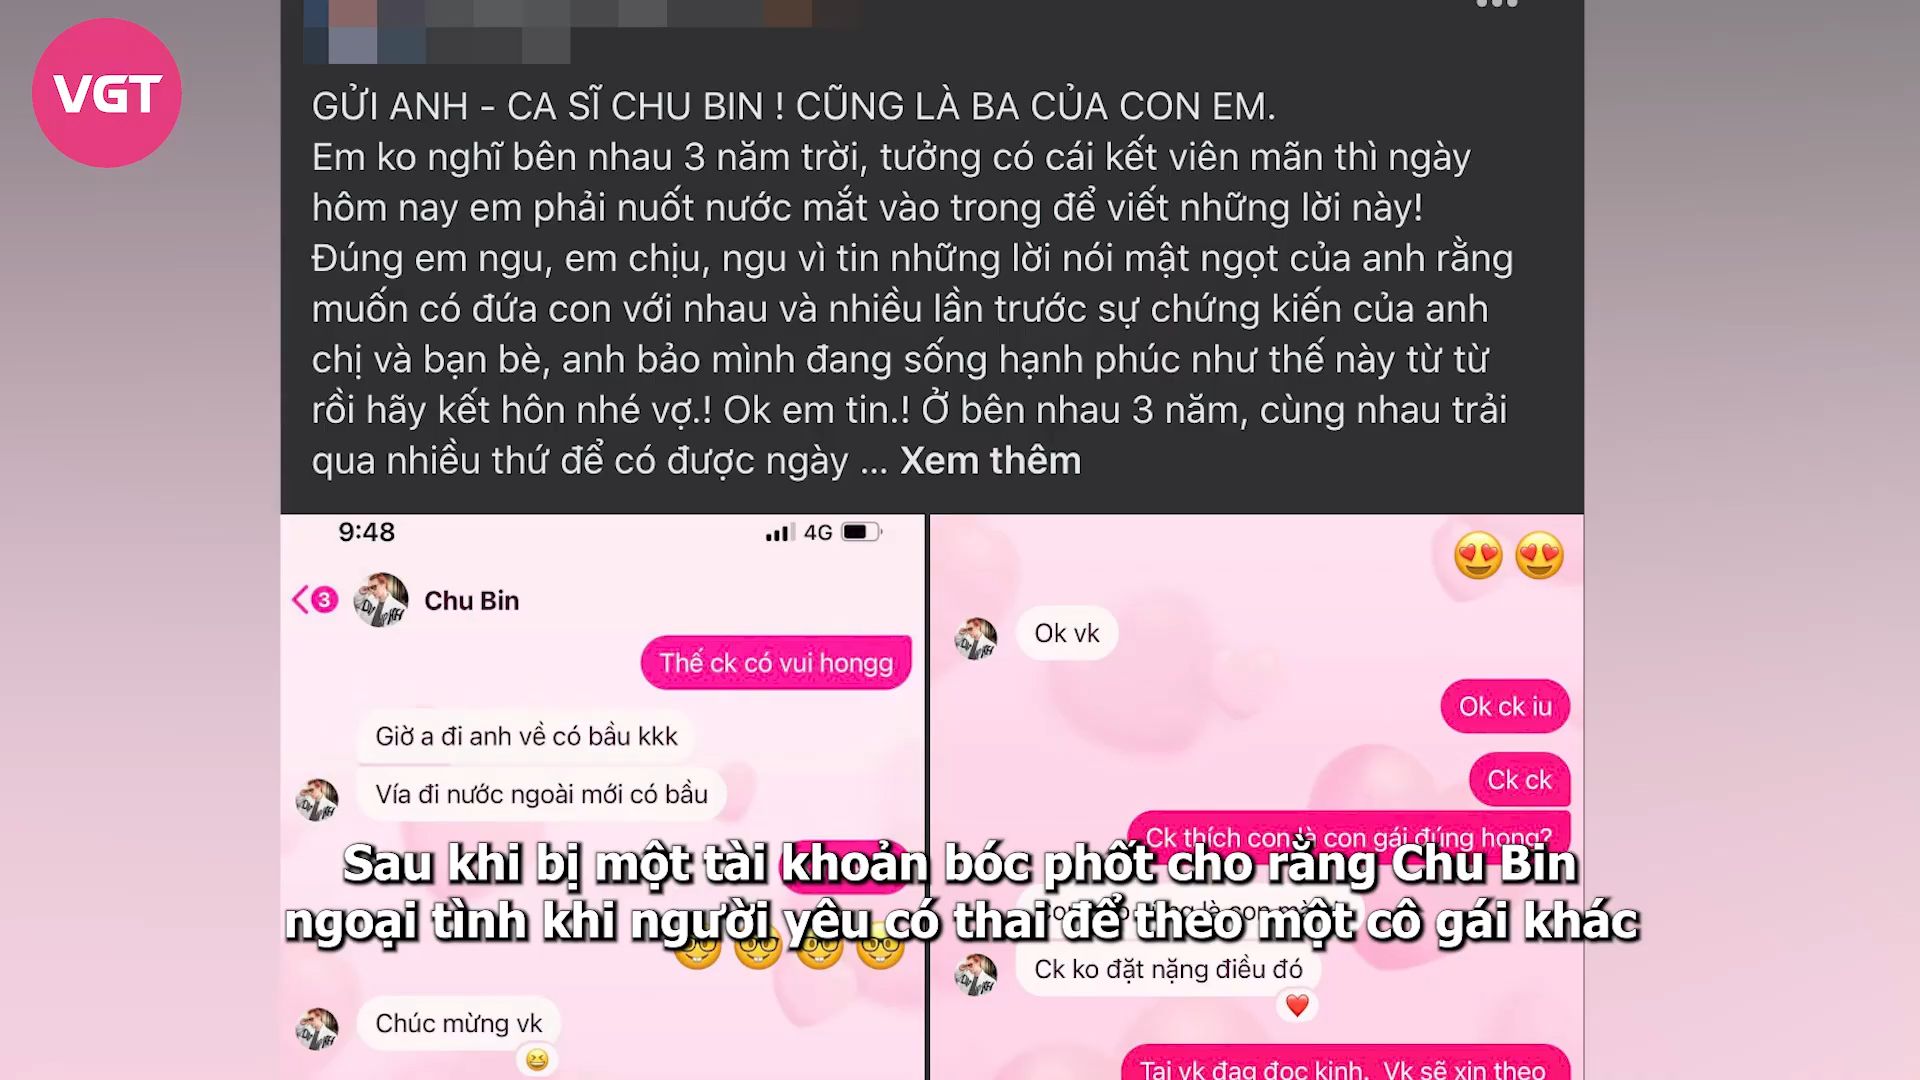 VGT
GỬI ANH - CA SĨ CHU BIN ! CŨNG LÀ BA CỦA CON EM.
Em ko nghĩ bên nhau 3 năm trời, tưởng có cái kết viên mãn thì ngày
hôm nay em phải nuốt nước mắt vào trong để viết những lời này!
Đúng em ngu, em chịu, ngu vì tin những lời nói mật ngọt của anh rằng
muốn có đứa con với nhau và nhiều lần trước sự chứng kiến của anh
chị và bạn bè, anh bảo mình đang sống hạnh phúc như thế này từ từ
rồi hãy kết hôn nhé vợ.! Ok em tin.! Ở bên nhau 3 năm, cùng nhau trải
qua nhiều thứ để có được ngày ... Xem thêm
9:48
4G
3
Chu Bin
Thế ck có vui hongg
Giờ a đi anh về có bầu kkk
Vía đi nước ngoài mới có bầu
Chúc mừng vk
Ok vk
Ok ck iu
Ck ck
Ck thích con là con gái đúng hong?
Ck ko đặt nặng điều đó
Tại vk đag đọc kinh. Vk sẽ xin theo
Sau khi bị một tài khoản bóc phốt cho rằng Chu Bin
ngoại tình khi người yêu có thai để theo một cô gái khác